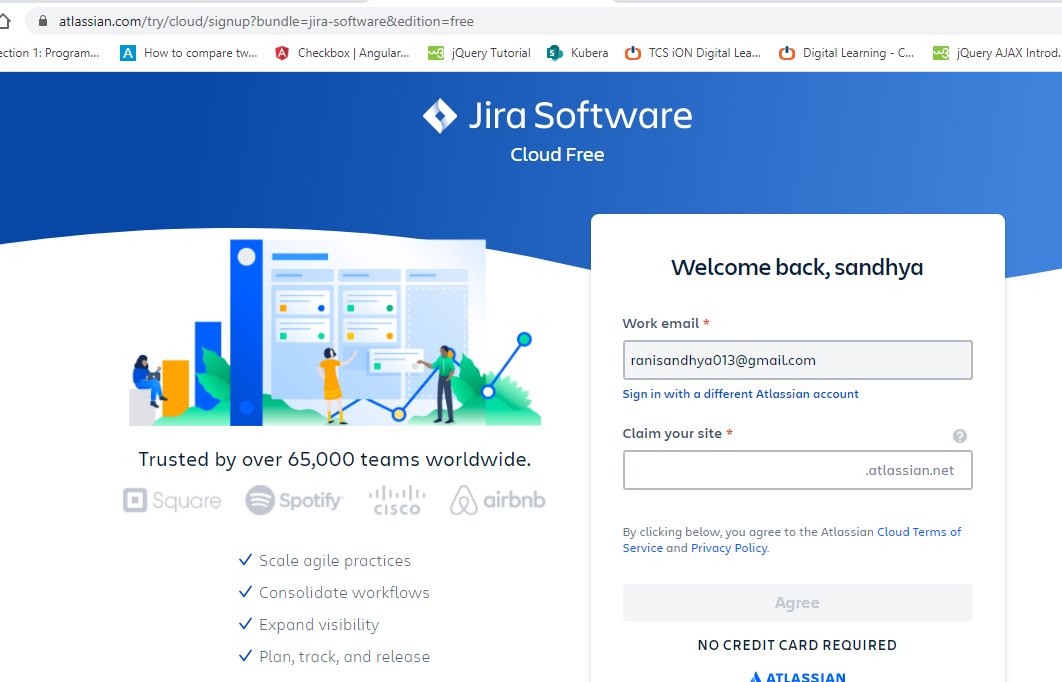 atlassian.com/try/cloud/signup?bundle=jira-software&edition=free
ection 1: Program... How to compare tw... Checkbox | Angular... jQuery Tutorial Kubera TCS iON Digital Lea... Digital Learning - C... jQuery AJAX Introd...
Jira Software
Cloud Free
Welcome back, sandhya
Work email *
ranisandhya013@gmail.com
Sign in with a different Atlassian account
Claim your site *
?
.atlassian.net
By clicking below, you agree to the Atlassian Cloud Terms of
Service and Privacy Policy.
Agree
NO CREDIT CARD REQUIRED
ATLASSIAN
Trusted by over 65,000 teams worldwide.
Square Spotify cisco airbnb
Scale agile practices
Consolidate workflows
Expand visibility
Plan, track, and release